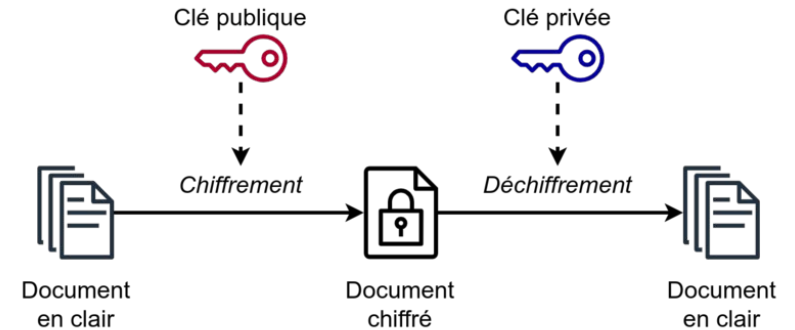 Clé publique
Clé privée
Chiffrement
Déchiffrement
Document
en clair
Document
chiffré
Document
en clair